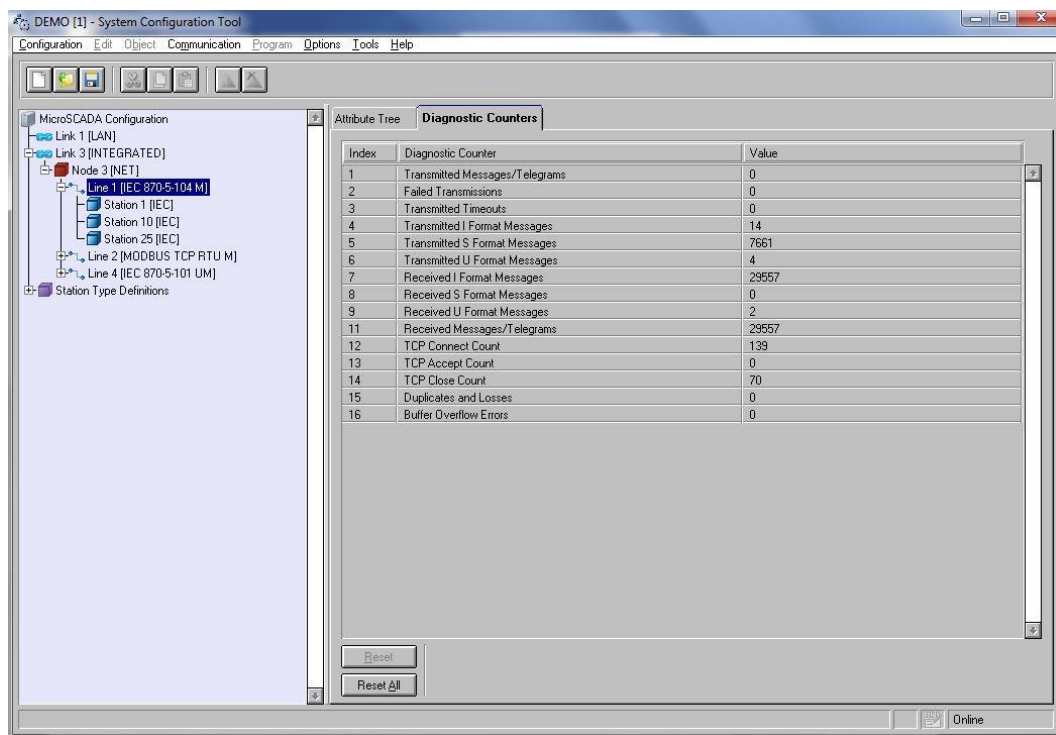 DEMO [1] - System Configuration Tool
Configuration Edit Object Communication Program Options Tools Help
MicroSCADA Configuration
Link 1 [LAN]
Link 3 [INTEGRATED]
Node 3 [NET]
Line 1 [IEC 870-5-104 M]
Station 1 [IEC]
Station 10 [IEC]
Station 25 [IEC]
Line 2 [MODBUS TCP RTU M]
Line 4 [IEC 870-5-101 UM]
Station Type Definitions
Attribute Tree Diagnostic Counters
Index Diagnostic Counter Value
1 Transmitted Messages/Telegrams 0
2 Failed Transmissions 0
3 Transmitted Timeouts 0
4 Transmitted I Format Messages 14
5 Transmitted S Format Messages 7661
6 Transmitted U Format Messages 4
7 Received I Format Messages 29557
8 Received S Format Messages 0
9 Received U Format Messages 2
11 Received Messages/Telegrams 29557
12 TCP Connect Count 139
13 TCP Accept Count 0
14 TCP Close Count 70
15 Duplicates and Losses 0
16 Buffer Overflow Errors 0
Reset
Reset All
Online